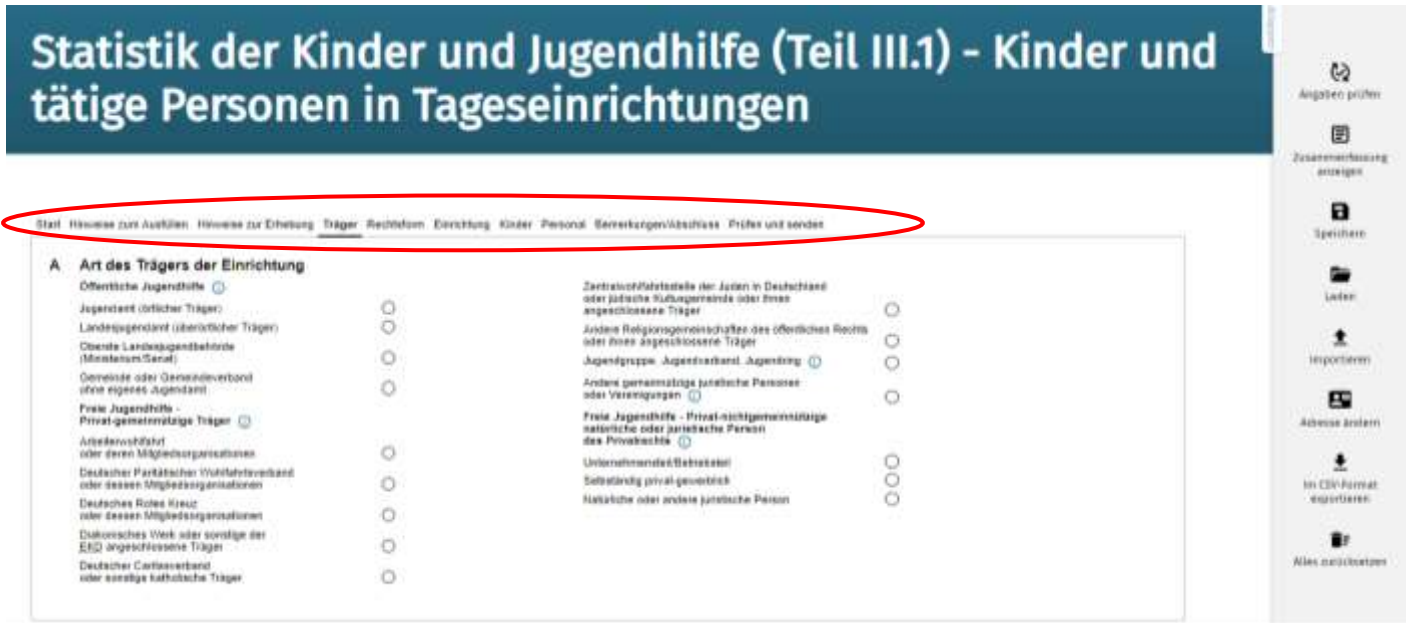 Statistik der Kinder und Jugendhilfe (Teil III.1) - Kinder und
tätige Personen in Tageseinrichtungen
Start Hinweise zum Ausfüllen Hinweise zur Erhebung Träger Rechtsform Einrichtung Kinder Personal Bemerkungen/Abschluss Prüfen und senden
A Art des Trägers der Einrichtung
Öffentliche Jugendhilfe
Jugendamt (örtlicher Träger)
Landesjugendamt (überörtlicher Träger)
Oberste Landesjugendbehörde
(Ministerium/Senat)
Gemeinde oder Gemeindeverband
ohne eigenes Jugendamt
Freie Jugendhilfe -
Privat-gemeinnützige Träger
Arbeiterwohlfahrt
oder deren Mitgliedsorganisationen
Deutscher Paritätischer Wohlfahrtsverband
oder dessen Mitgliedsorganisationen
Deutsches Rotes Kreuz
oder dessen Mitgliedsorganisationen
Diakonisches Werk oder sonstige der
EKD angeschlossene Träger
Deutscher Caritasverband
oder sonstige katholische Träger
Zentralwohlfahrtsstelle der Juden in Deutschland
oder jüdische Kultusgemeinde oder ihnen
angeschlossene Träger
Andere Religionsgemeinschaften des öffentlichen Rechts
oder ihnen angeschlossene Träger
Jugendgruppe, Jugendverband, Jugendring
Andere gemeinnützige juristische Personen
oder Vereinigungen
Freie Jugendhilfe - Privat-nichtgemeinnützige
natürliche oder juristische Person
des Privatrechts
Unternehmensteil/Betriebsteil
Selbständig privat-gewerblich
Natürliche oder andere juristische Person
Angaben prüfen
Zusammenfassung
anzeigen
Speichern
Laden
Importieren
Adresse ändern
Im CSV-Format
exportieren
Alles zurücksetzen